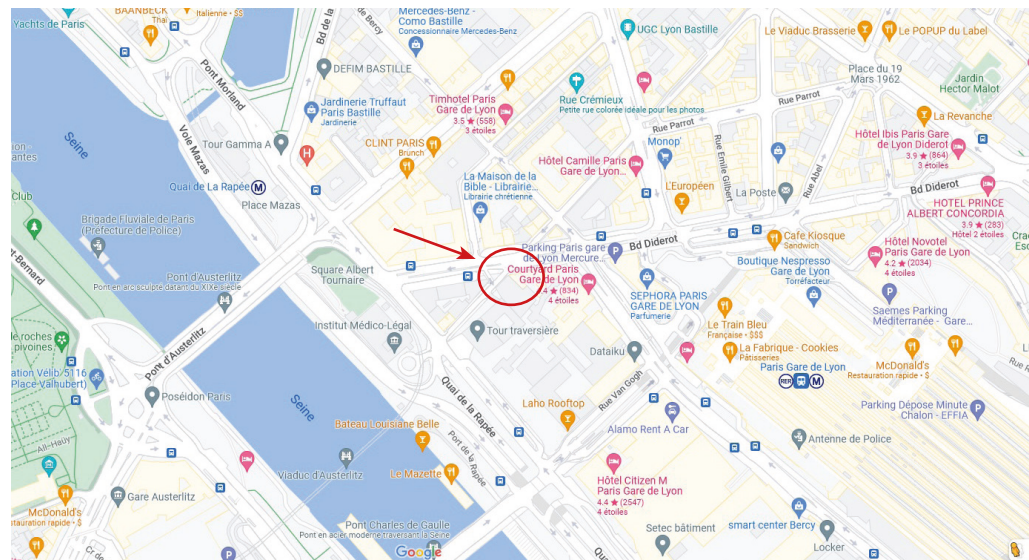 Yachts de Paris
BAANBECK
Thaï
Italienne · $$
Bd de la
de Bercy
Mercedes-Benz -
Como Bastille
Concessionnaire Mercedes-Benz
UGC Lyon Bastille
Le Viaduc Brasserie
Le POPUP du Label
Place du 19
Mars 1962
Jardin
Hector Malot
Pont Morland
DEFIM BASTILLE
Jardinerie Truffaut
Paris Bastille
Jardinerie
Timhotel Paris
Gare de Lyon
3.5 ★ (558)
3 étoiles
Rue Crémieux
Petite rue colorée idéale pour les photos
Rue Parrot
Rue Parrot
La Revanche
Seine
Voie Mazas
Tour Gamma A
CLINT PARIS
Brunch
Hôtel Camille Paris
Gare de Lyon...
Monop'
Rue Emile Gilbert
Rue Abel
Hôtel Ibis Paris Gare
de Lyon Diderot
3.9 ★ (864)
3 étoiles
Quai de La Rapée
M
Place Mazas
La Maison de la
Bible - Librairie...
Librairie chrétienne
L'Européen
La Poste
Bd Diderot
HOTEL PRINCE
ALBERT CONCORDIA
3.9 ★ (283)
Hôtel 2 étoiles
Club
Brigade Fluviale de Paris
(Préfecture de Police)
Parking Paris gare
de Lyon Mercure...
Bd Diderot
Cafe Kiosque
Sandwich
Hôtel Novotel
Paris Gare de Lyon
4.2 ★ (2034)
4 étoiles
Pont d'Austerlitz
Pont en arc sculpté datant du XIXe siècle
Square Albert
Tournaire
Courtyard Paris
Gare de Lyon
(834)
4 étoiles
SEPHORA PARIS
GARE DE LYON
Parfumerie
Boutique Nespresso
Gare de Lyon
Torréfacteur
Saemes Parking
Méditerranée - Gare...
t-Bernard
de roches
pivoines
Pont d'Austerlitz
Institut Médico-Légal
Tour traversière
Le Train Bleu
Française · $$$
La Fabrique - Cookies
Pâtisseries
Dataiku
Paris Gare de Lyon
RER
M
McDonald's
Restauration rapide · $
ation Vélib' 5116
(Place Valhubert)
Poséidon Paris
Seine
Quai de la Rapée
Rue Van Gogh
Laho Rooftop
Alamo Rent A Car
Parking Dépose Minute
Chalon - EFFIA
All-Hauy
Bateau Louisiane Belle
Port de la Rapée
Le Mazette
Antenne de Police
Viaduc d'Austerlitz
Gare Austerlitz
Hôtel Citizen M
Paris Gare de Lyon
4.4 ★ (2547)
4 étoiles
McDonald's
stauration rapide · $
Pont Charles de Gaulle
Pont en acier moderne traversant la Seine
Google
Setec bâtiment
smart center Bercy
Locker